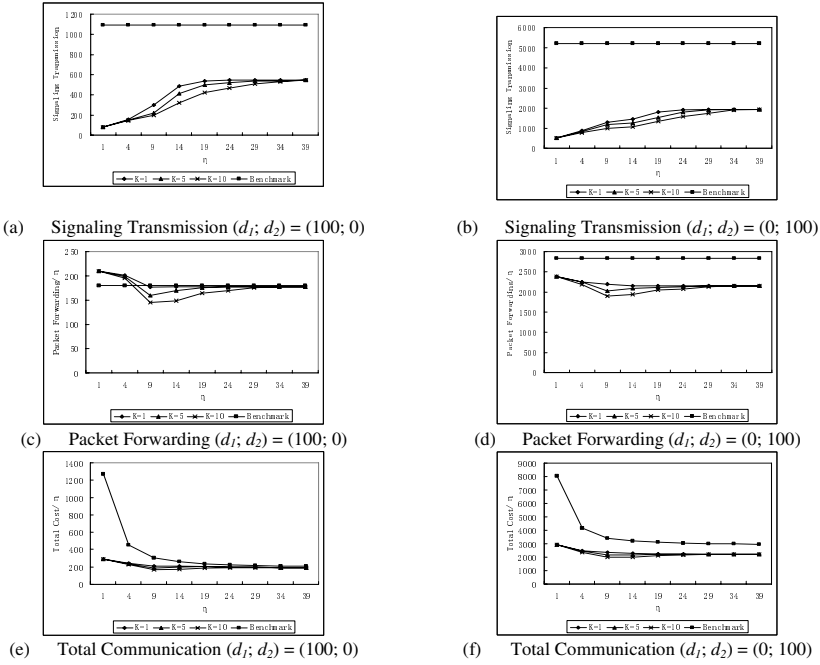 1200
1000
800
600
400
200
0
Signaling Transmission
1 4 9 14 19 24 29 34 39
η
K=1 K=5 K=10 Benchmark
(a) Signaling Transmission (d1; d2) = (100; 0)
6000
5000
4000
3000
2000
1000
0
Signaling Transmission
1 4 9 14 19 24 29 34 39
η
K=1 K=5 K=10 Benchmark
(b) Signaling Transmission (d1; d2) = (0; 100)
250
200
150
100
50
0
Packet Forwarding/ η
1 4 9 14 19 24 29 34 39
η
K=1 K=5 K=10 Benchmark
(c) Packet Forwarding (d1; d2) = (100; 0)
3000
2500
2000
1500
1000
500
0
Packet Forwarding/ η
1 4 9 14 19 24 29 34 39
η
K=1 K=5 K=10 Benchmark
(d) Packet Forwarding (d1; d2) = (0; 100)
1400
1200
1000
800
600
400
200
0
Total Cost/ η
1 4 9 14 19 24 29 34 39
η
K=1 K=5 K=10 Benchmark
(e) Total Communication (d1; d2) = (100; 0)
9000
8000
7000
6000
5000
4000
3000
2000
1000
0
Total Cost/ η
1 4 9 14 19 24 29 34 39
η
K=1 K=5 K=10 Benchmark
(f) Total Communication (d1; d2) = (0; 100)